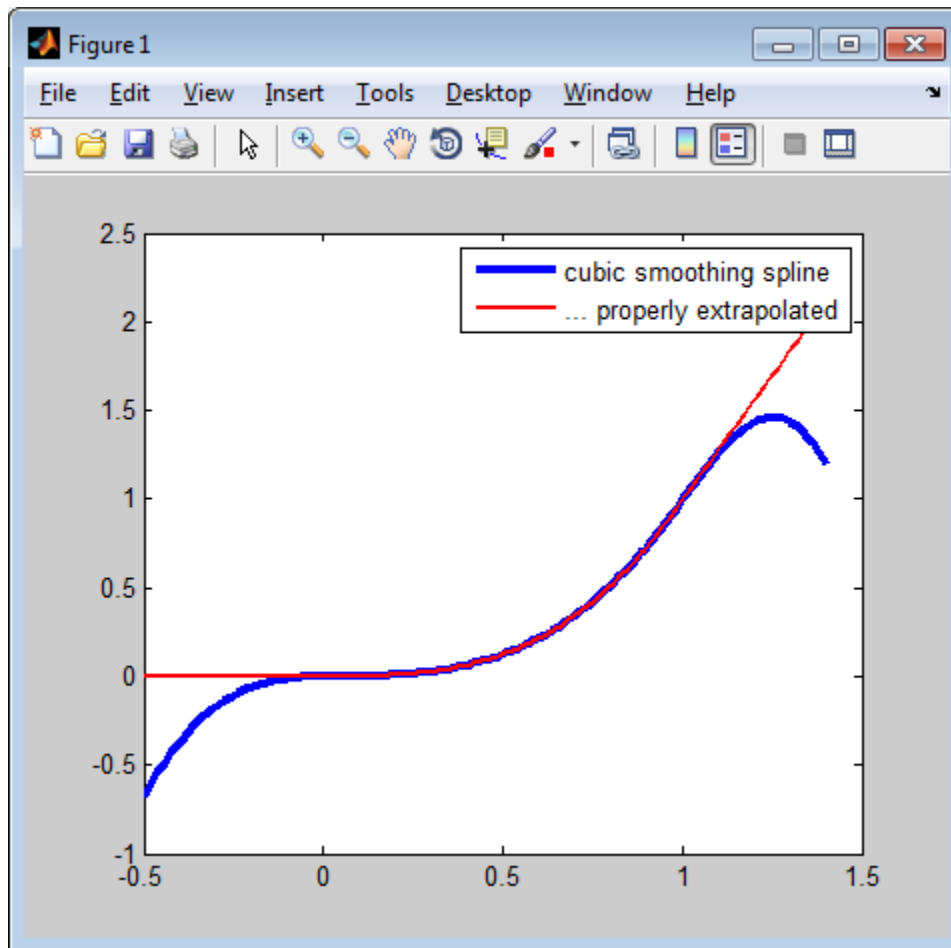 Figure 1
File Edit View Insert Tools Desktop Window Help
2.5
cubic smoothing spline
2
... properly extrapolated
1.5
1
0.5
0
-0.5
-1
-0.5 0 0.5 1 1.5